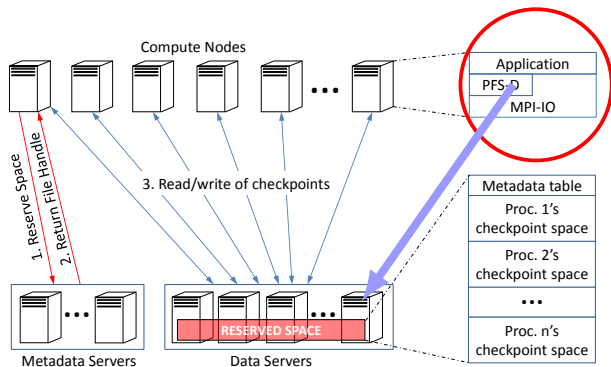 Compute Nodes
Application
PFS-D
MPI-IO
1. Reserve Space
2. Return File Handle
3. Read/write of checkpoints
Metadata table
Proc. 1's
checkpoint space
Proc. 2's
checkpoint space
Proc. n's
checkpoint space
RESERVED SPACE
Metadata Servers
Data Servers